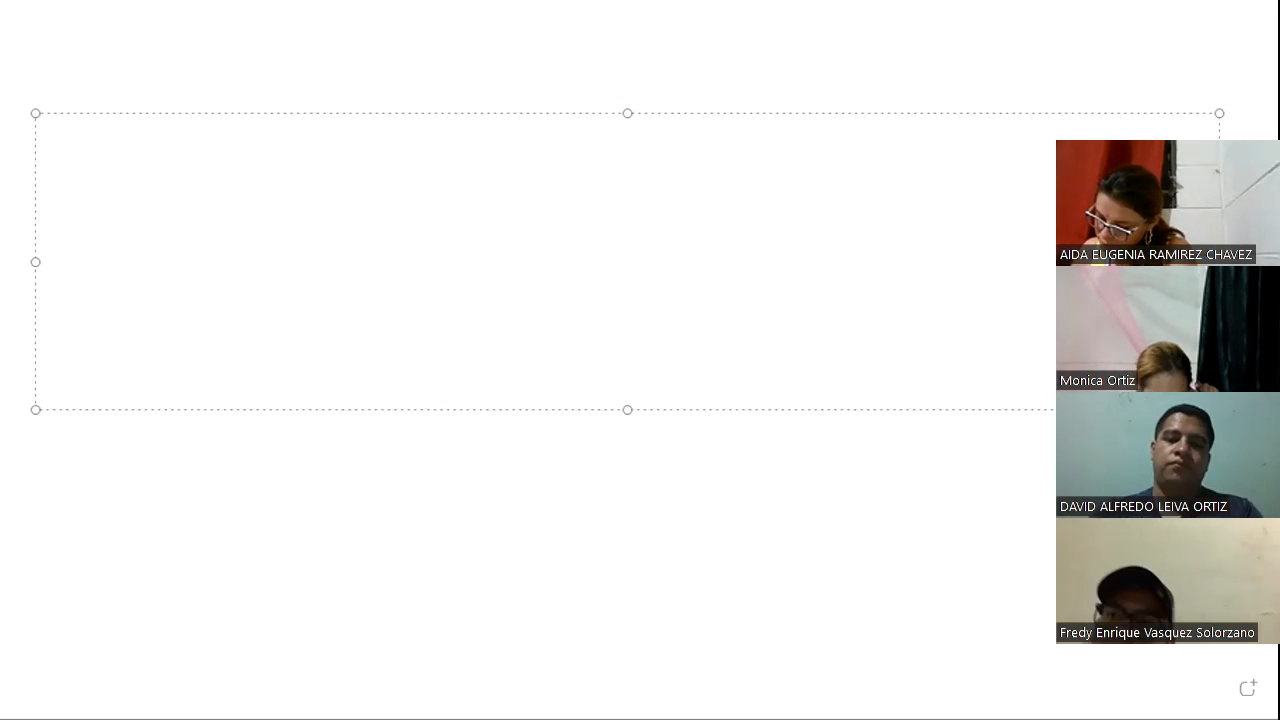 AIDA EUGENIA RAMIREZ CHAVEZ
Monica Ortiz
DAVID ALFREDO LEIVA ORTIZ
Fredy Enrique Vasquez Solorzano